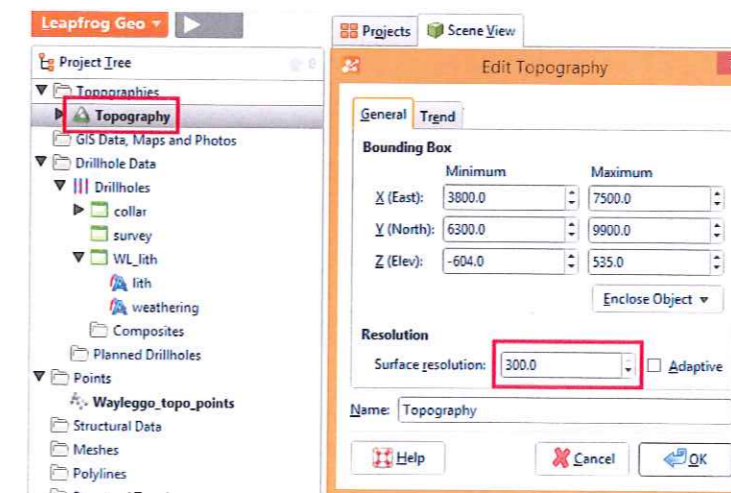 Leapfrog Geo
Project Tree
Topographies
Topography
GIS Data, Maps and Photos
Drillhole Data
Drillholes
collar
survey
WL_lith
lith
weathering
Composites
Planned Drillholes
Points
Wayleggo_topo_points
Structural Data
Meshes
Polylines
Projects Scene View
Edit Topography
General Trend
Bounding Box
Minimum Maximum
X (East): 3800.0 7500.0
Y (North): 6300.0 9900.0
Z (Elev): -604.0 535.0
Enclose Object
Resolution
Surface resolution: 300.0 Adaptive
Name: Topography
Help Cancel OK